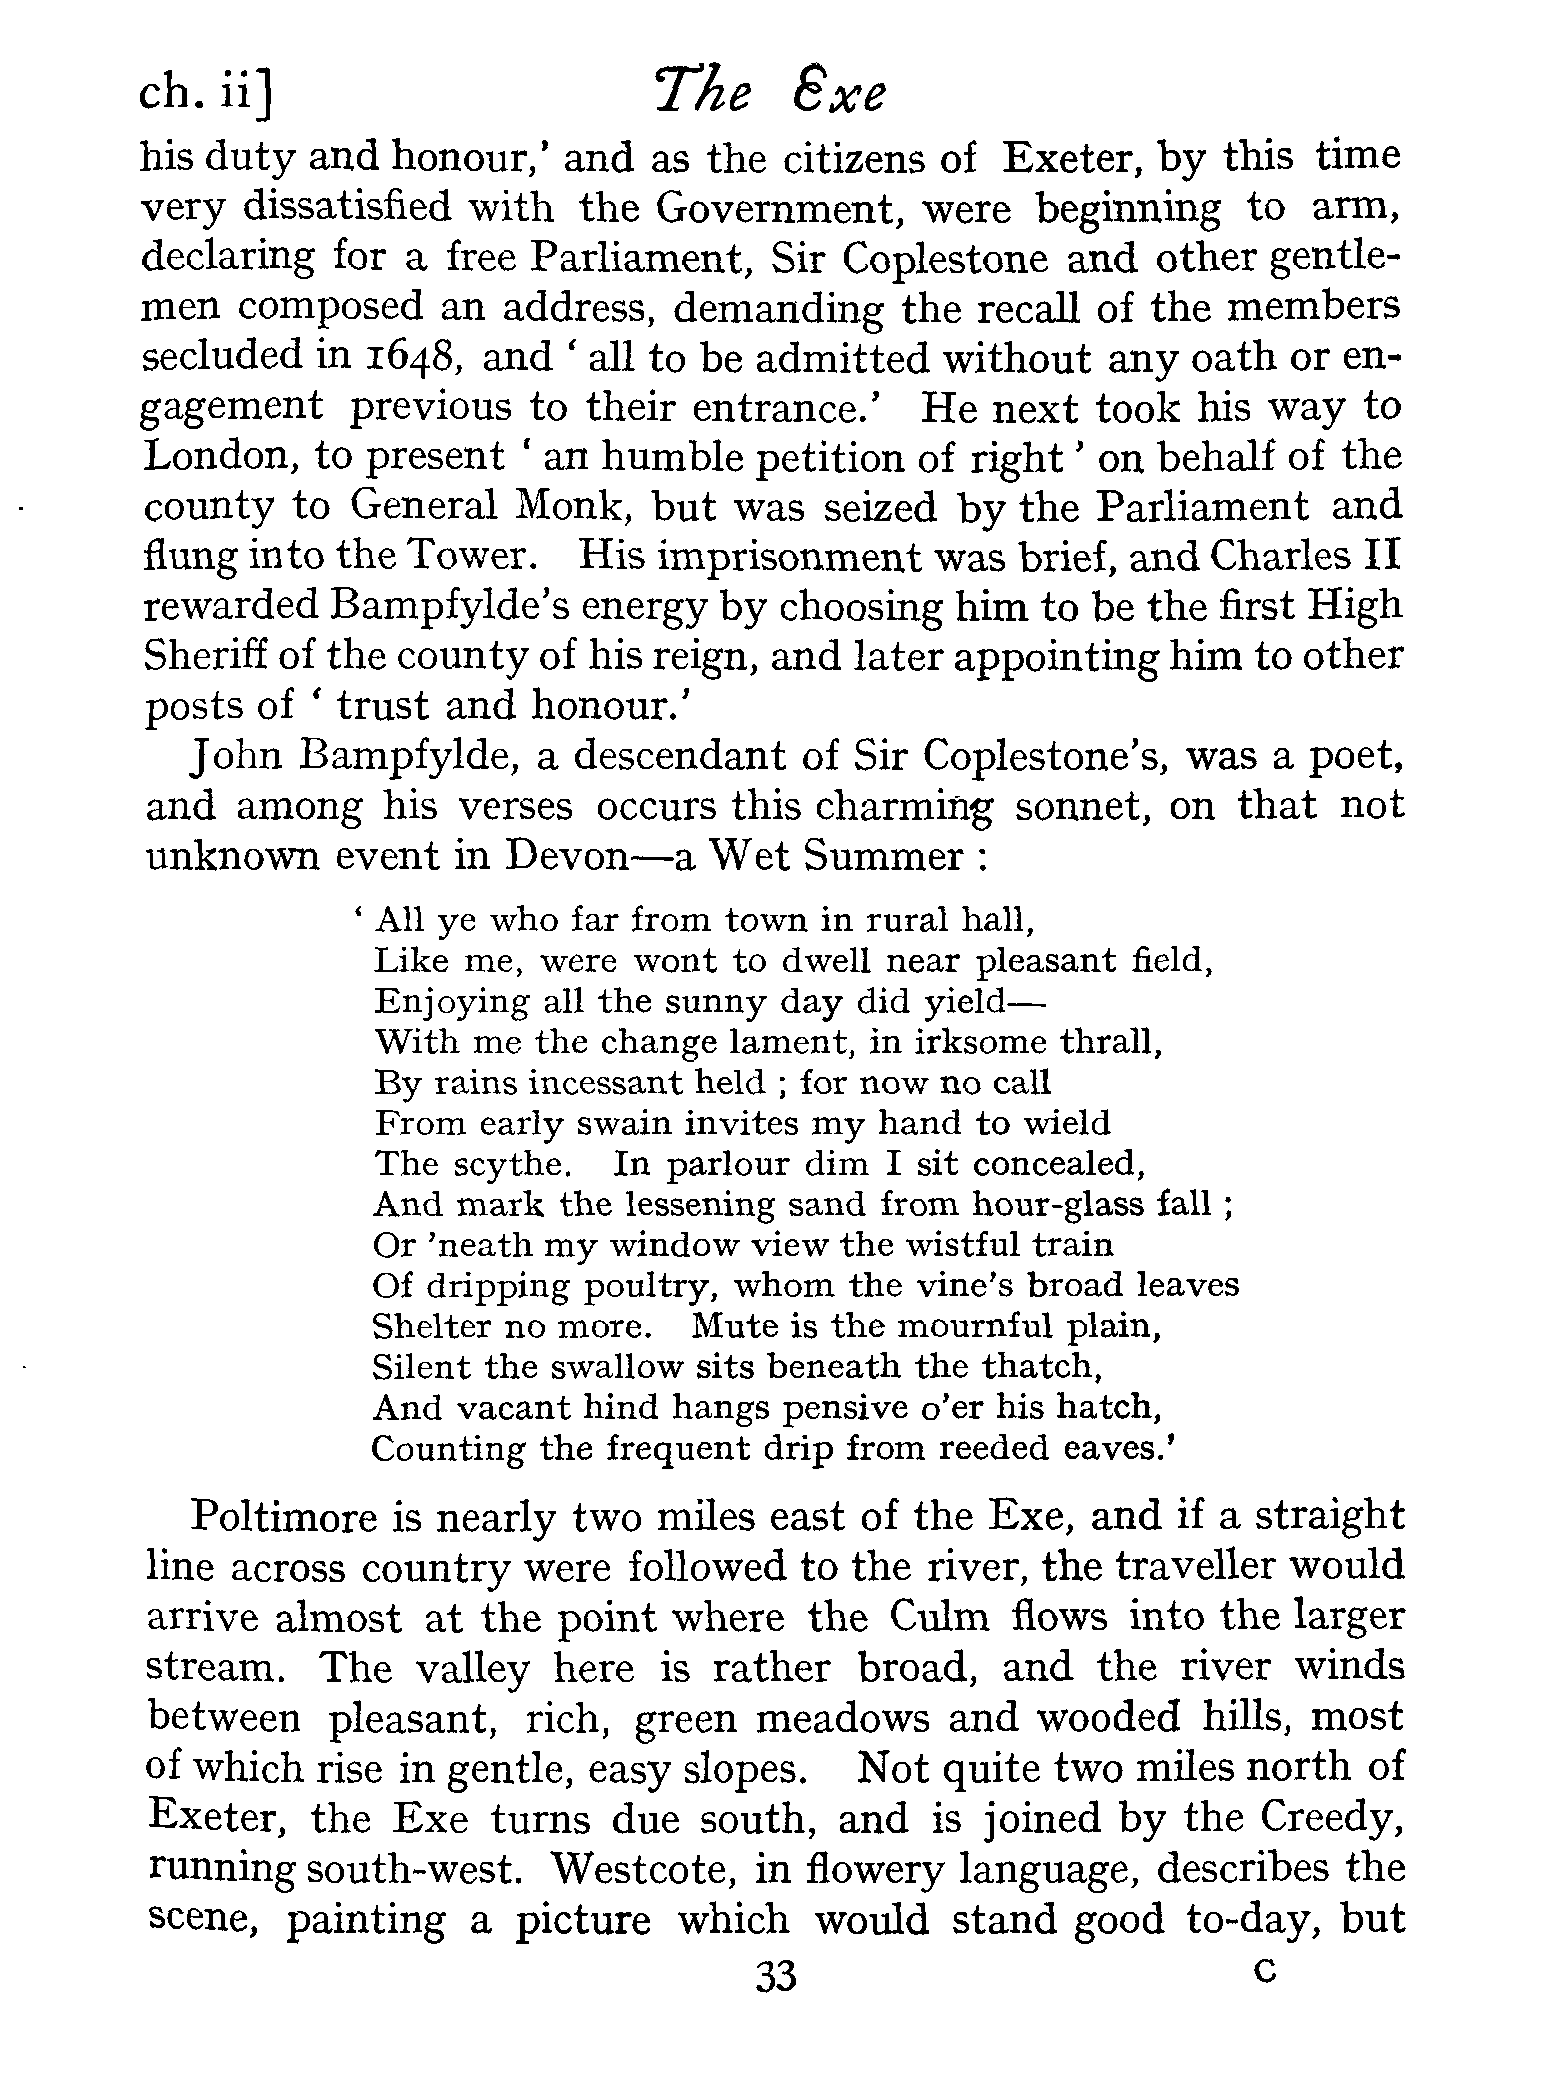 ch. ii] The Exe
his duty and honour,’ and as the citizens of Exeter, by this time
very dissatisfied with the Government, were beginning to arm,
declaring for a free Parliament, Sir Coplestone and other gentle-
men composed an address, demanding the recall of the members
secluded in 1648, and ‘ all to be admitted without any oath or en-
gagement previous to their entrance.’ He next took his way to
London, to present ‘ an humble petition of right ’ on behalf of the
county to General Monk, but was seized by the Parliament and
flung into the Tower. His imprisonment was brief, and Charles II
rewarded Bampfylde’s energy by choosing him to be the first High
Sheriff of the county of his reign, and later appointing him to other
posts of ‘ trust and honour.’
John Bampfylde, a descendant of Sir Coplestone’s, was a poet,
and among his verses occurs this charming sonnet, on that not
unknown event in Devon—a Wet Summer :
‘ All ye who far from town in rural hall,
Like me, were wont to dwell near pleasant field,
Enjoying all the sunny day did yield—
With me the change lament, in irksome thrall,
By rains incessant held ; for now no call
From early swain invites my hand to wield
The scythe. In parlour dim I sit concealed,
And mark the lessening sand from hour-glass fall ;
Or ’neath my window view the wistful train
Of dripping poultry, whom the vine’s broad leaves
Shelter no more. Mute is the mournful plain,
Silent the swallow sits beneath the thatch,
And vacant hind hangs pensive o’er his hatch,
Counting the frequent drip from reeded eaves.’
Poltimore is nearly two miles east of the Exe, and if a straight
line across country were followed to the river, the traveller would
arrive almost at the point where the Culm flows into the larger
stream. The valley here is rather broad, and the river winds
between pleasant, rich, green meadows and wooded hills, most
of which rise in gentle, easy slopes. Not quite two miles north of
Exeter, the Exe turns due south, and is joined by the Creedy,
running south-west. Westcote, in flowery language, describes the
scene, painting a picture which would stand good to-day, but
33 C